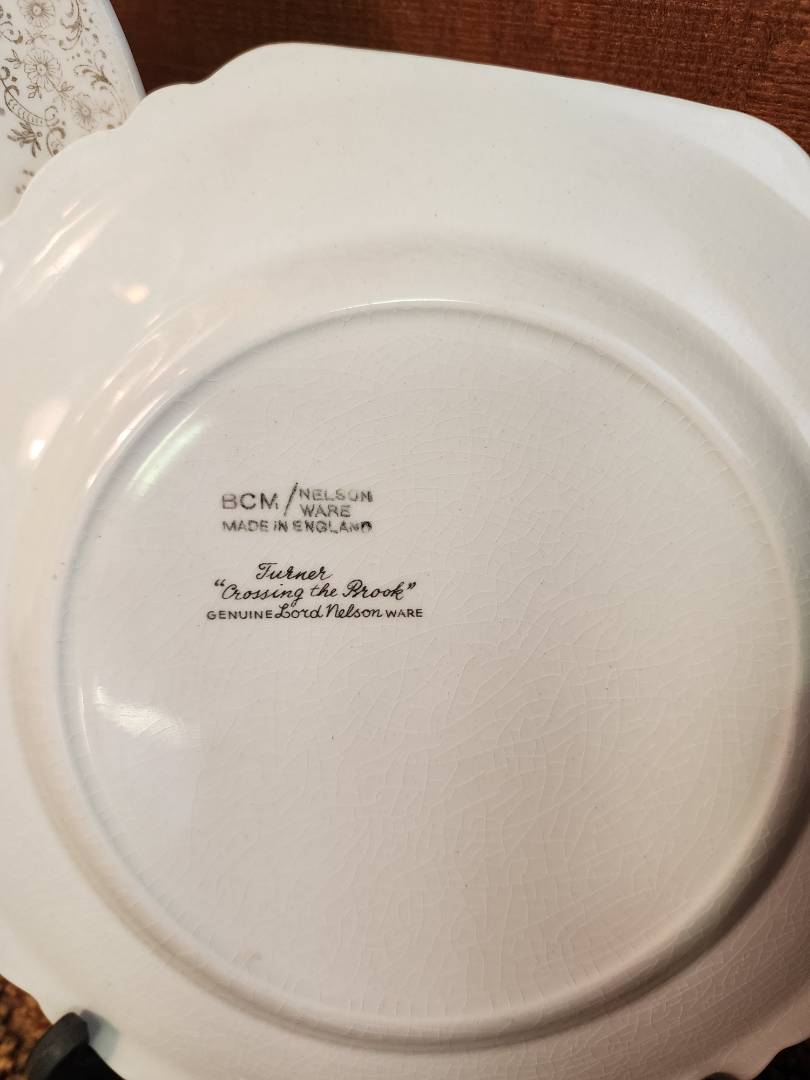 BCM/NELSON
WARE
MADE IN ENGLAND
Turner
"Crossing the Brook"
GENUINE Lord Nelson WARE